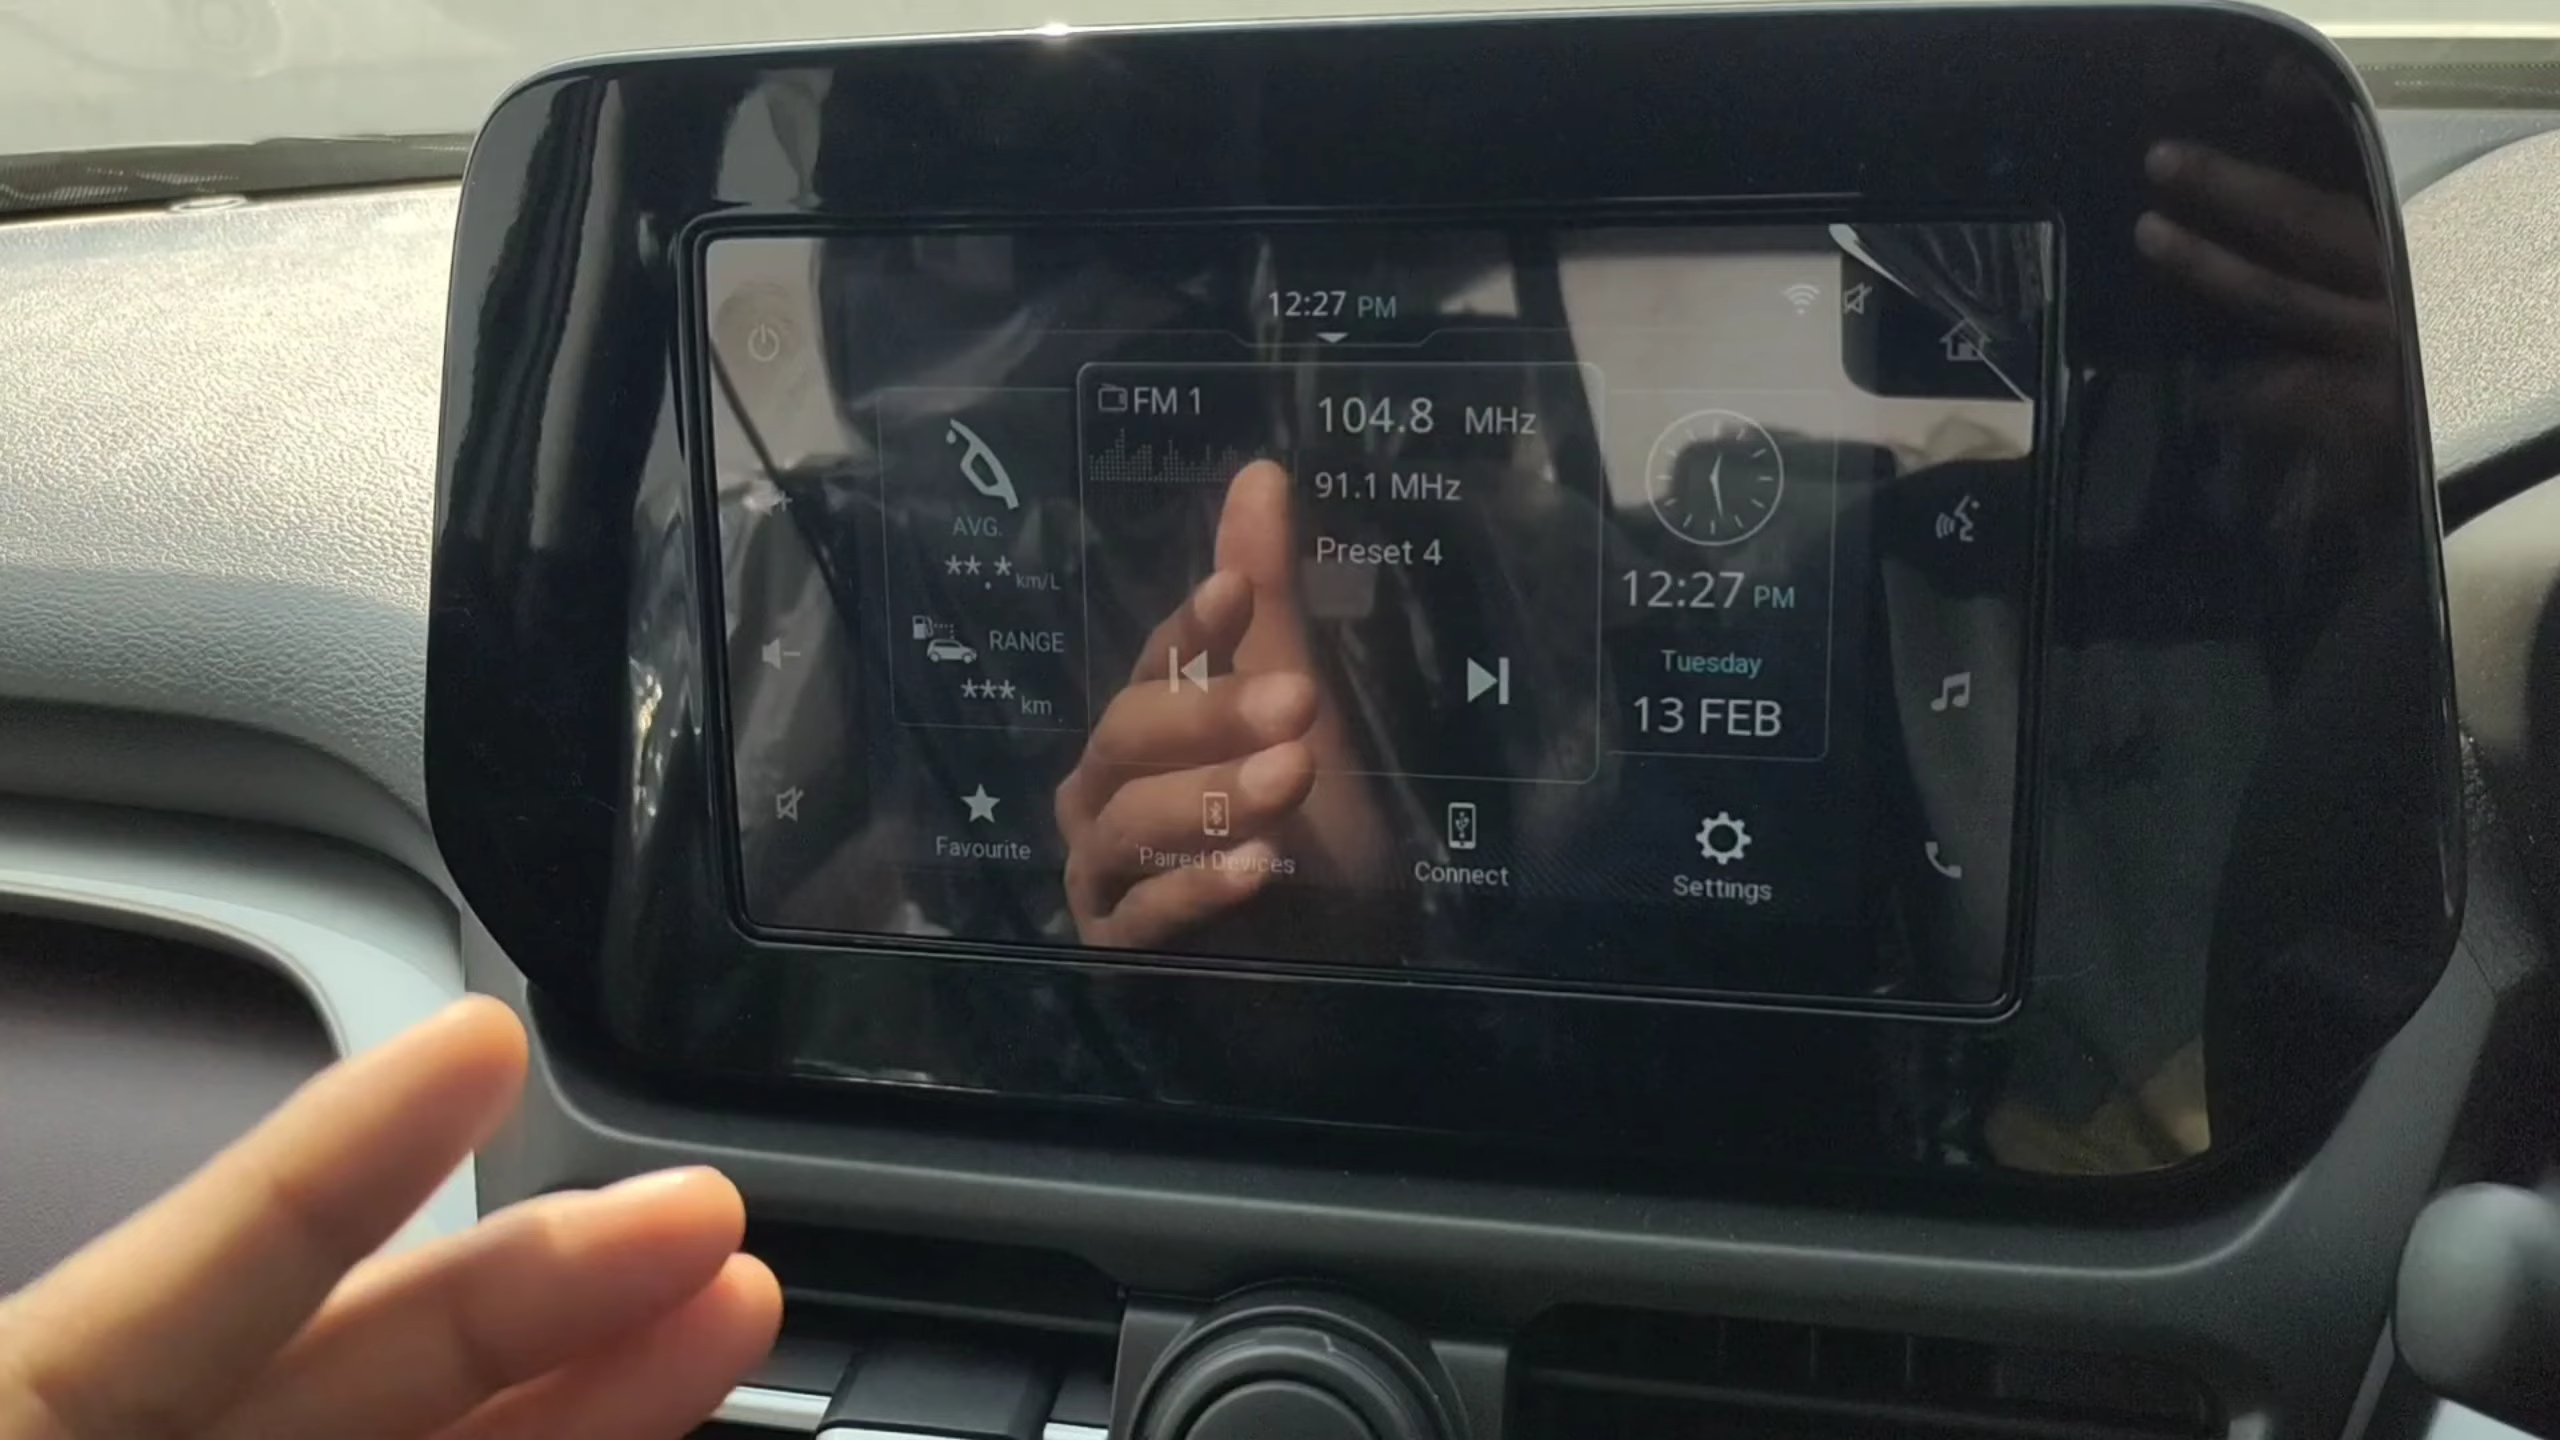 12:27 PM
FM 1
104.8 MHz
91.1 MHz
Preset 4
AVG.
**.* km/L
RANGE
*** km
12:27 PM
Tuesday
13 FEB
Favourite
Paired Devices
Connect
Settings